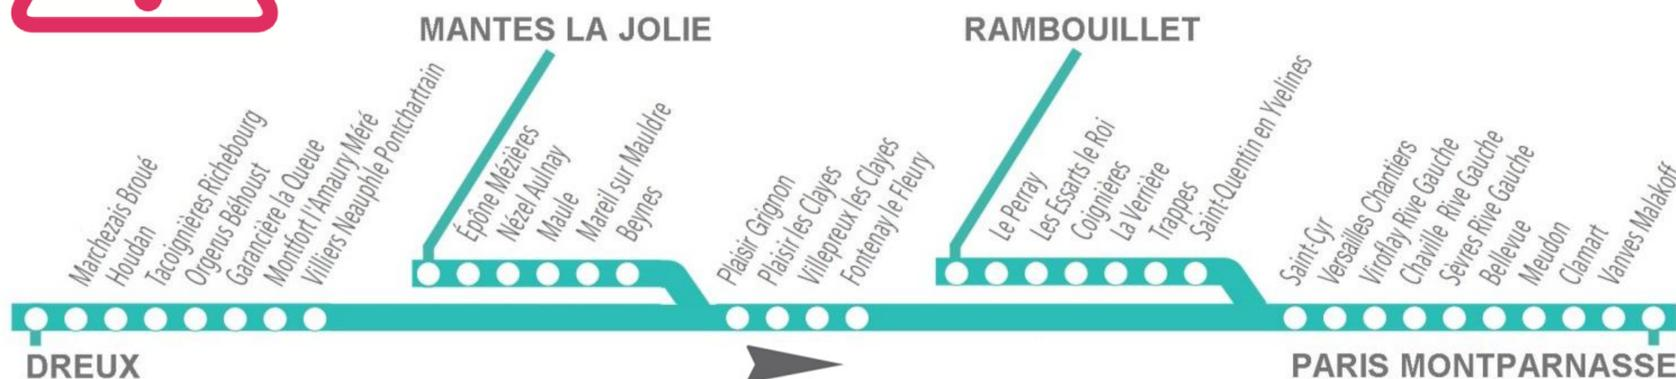 MANTES LA JOLIE
RAMBOUILLET
Marchezais Broué
Houdan
Tacoignières Richebourg
Orgerus Béhoust
Garancière la Queue
Montfort l'Amaury Méré
Villiers Neauphle Pontchartrain
Épône Mézières
Nézel Aulnay
Maule
Mareil sur Mauldre
Beynes
Plaisir Grignon
Plaisir les Clayes
Villepreux les Clayes
Fontenay le Fleury
Le Perray
Les Essarts le Roi
Coignières
La Verrière
Trappes
Saint-Quentin en Yvelines
Saint-Cyr
Versailles Chantiers
Viroflay Rive Gauche
Chaville Rive Gauche
Sèvres Rive Gauche
Bellevue
Meudon
Clamart
Vanves Malakoff
DREUX
PARIS MONTPARNASSE